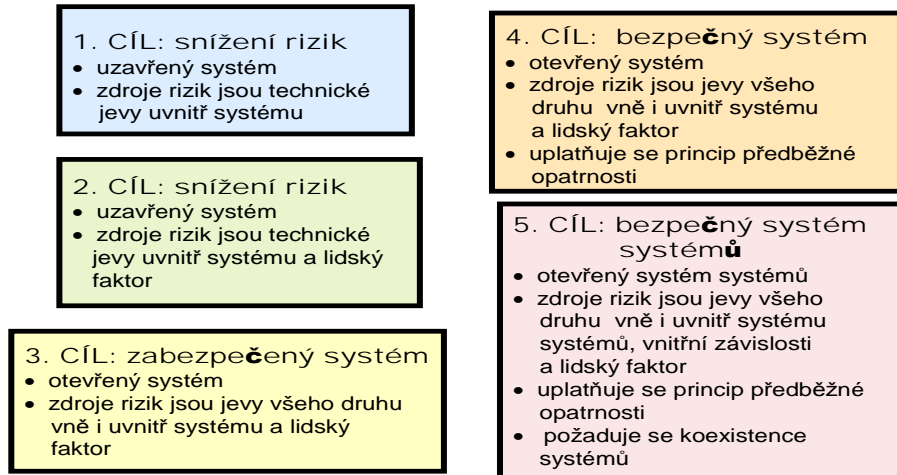 1. CÍL: snížení rizik
• uzavřený systém
• zdroje rizik jsou technické
jevy uvnitř systému
2. CÍL: snížení rizik
• uzavřený systém
• zdroje rizik jsou technické
jevy uvnitř systému a lidský
faktor
3. CÍL: zabezpečený systém
• otevřený systém
• zdroje rizik jsou jevy všeho druhu
vně i uvnitř systému a lidský
faktor
4. CÍL: bezpečný systém
• otevřený systém
• zdroje rizik jsou jevy všeho
druhu vně i uvnitř systému
a lidský faktor
• uplatňuje se princip předběžné
opatrnosti
5. CÍL: bezpečný systém
systémů
• otevřený systém systémů
• zdroje rizik jsou jevy všeho
druhu vně i uvnitř systému
systémů, vnitřní závislosti
a lidský faktor
• uplatňuje se princip předběžné
opatrnosti
• požaduje se koexistence
systémů